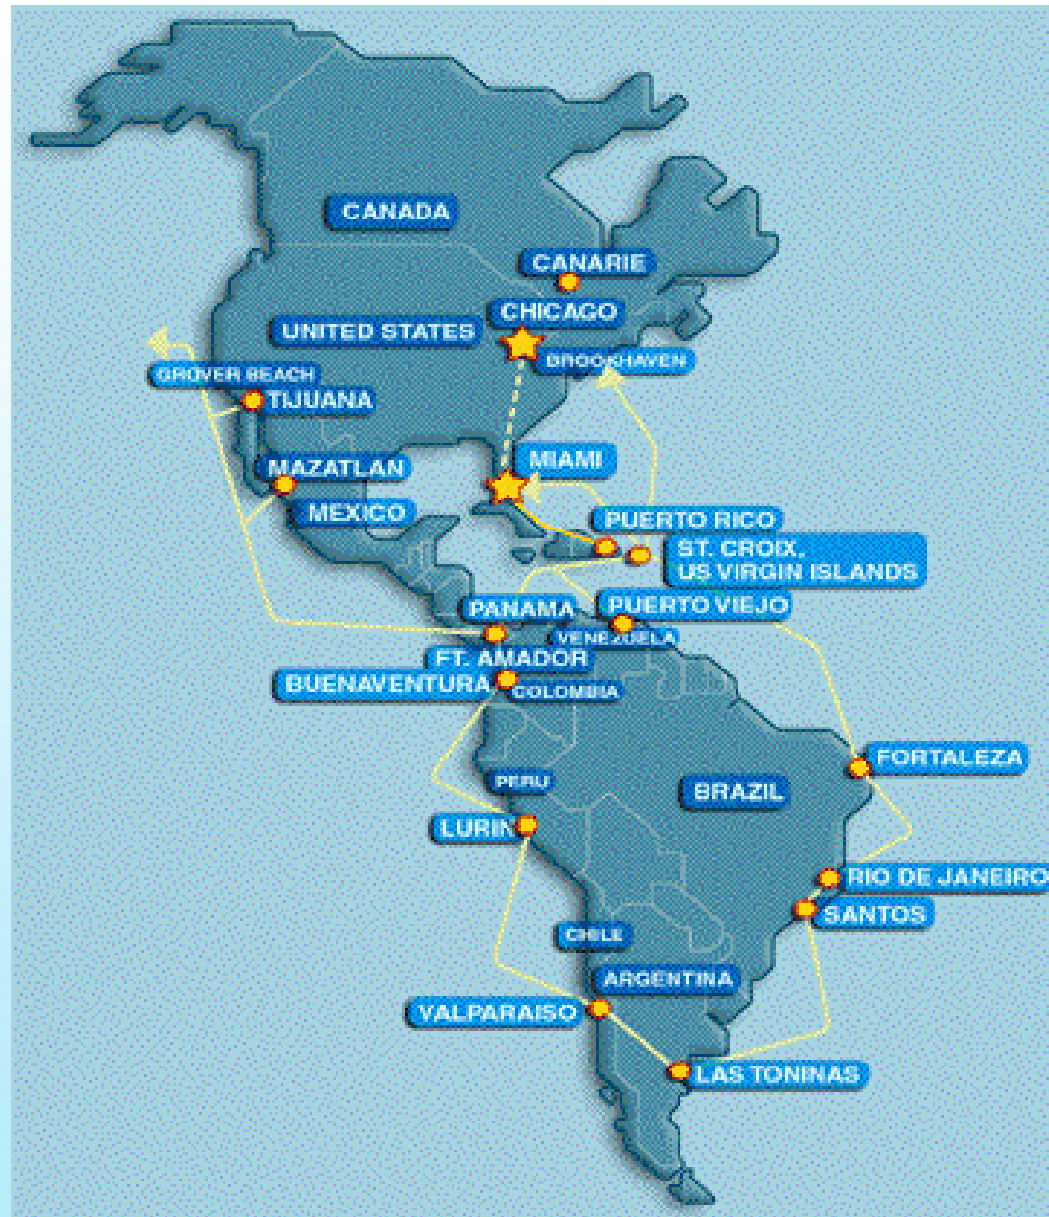 CANADA
CANARIE
CHICAGO
UNITED STATES
BROOKHAVEN
GROVER BEACH
TIJUANA
MIAMI
MAZATLAN
MEXICO
PUERTO RICO
ST. CROIX,
US VIRGIN ISLANDS
PANAMA
PUERTO VIEJO
VENEZUELA
FT. AMADOR
BUENAVENTURA
COLOMBIA
FORTALEZA
PERU
BRAZIL
LURIN
RIO DE JANEIRO
SANTOS
CHILE
ARGENTINA
VALPARAISO
LAS TONINAS